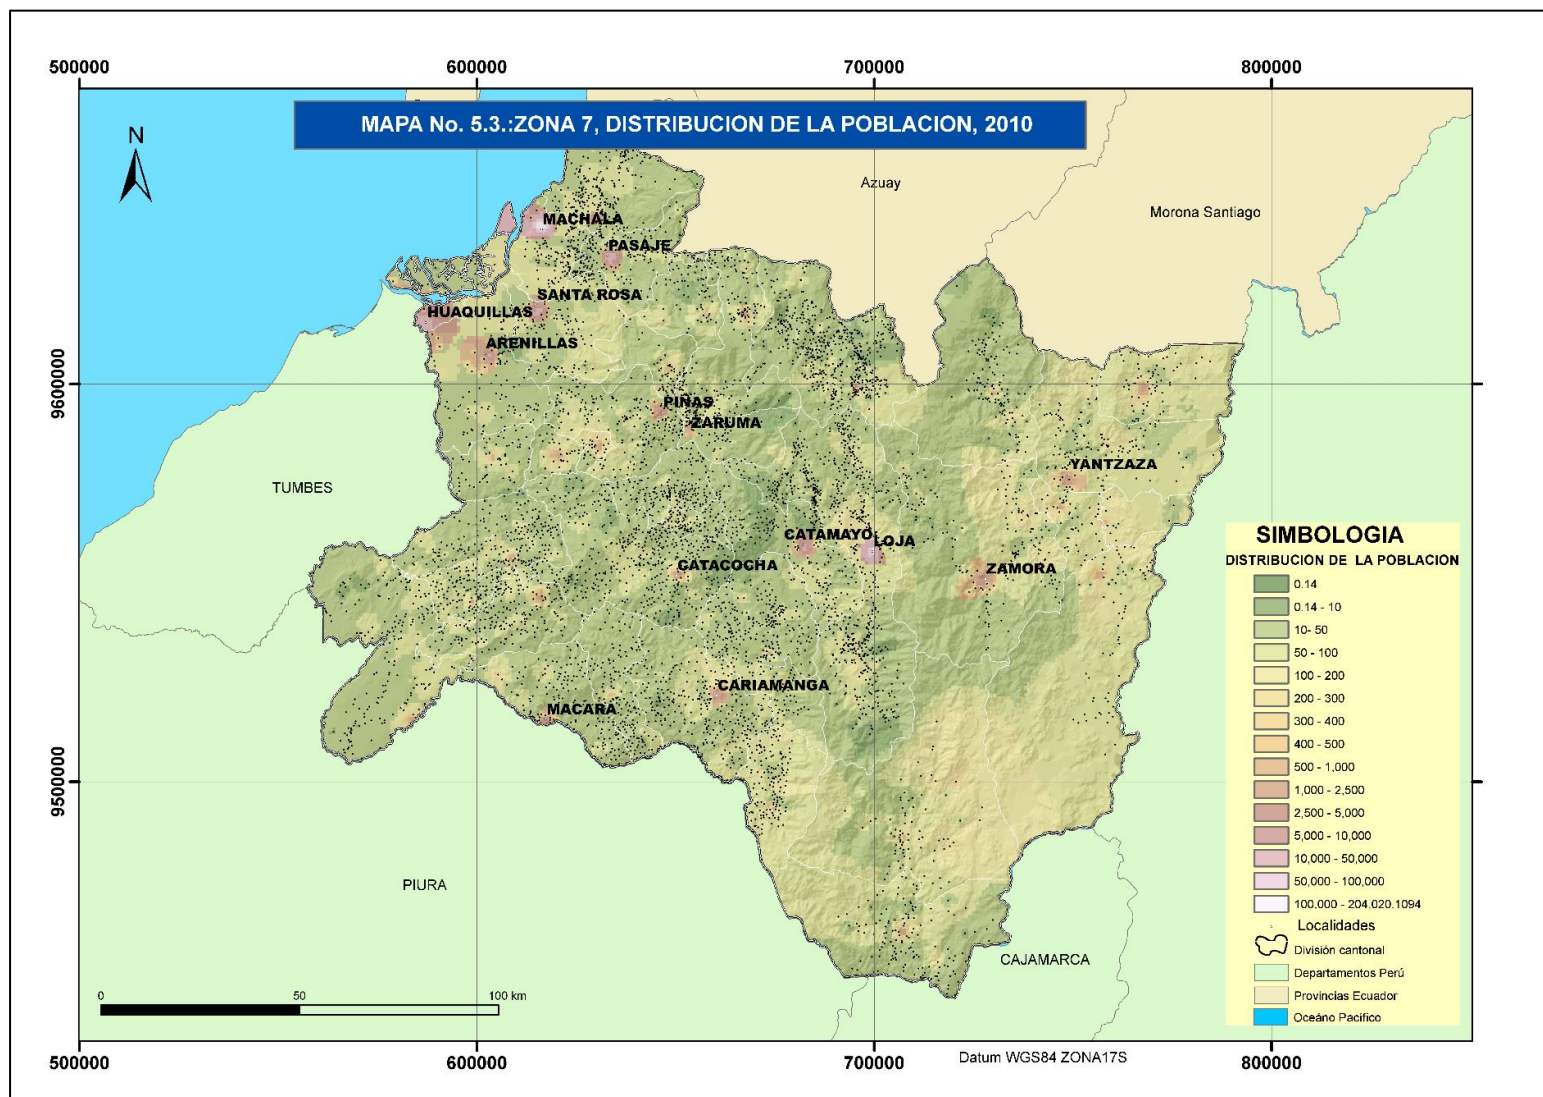 500000 600000 700000 800000
MAPA No. 5.3.:ZONA 7, DISTRIBUCION DE LA POBLACION, 2010
N
Azuay
Morona Santiago
MACHALA
PASAJE
SANTA ROSA
HUAQUILLAS
ARENILLAS
9600000
9600000
PIÑAS
ZARUMA
YANTZAZA
TUMBES
CATAMAYO
LOJA
CATACOCHA
ZAMORA
CARIAMANGA
MACARA
9500000
9500000
PIURA
CAJAMARCA
SIMBOLOGIA
DISTRIBUCION DE LA POBLACION
0.14
0.14 - 10
10- 50
50 - 100
100 - 200
200 - 300
300 - 400
400 - 500
500 - 1,000
1,000 - 2,500
2,500 - 5,000
5,000 - 10,000
10,000 - 50,000
50,000 - 100,000
100,000 - 204.020.1094
Localidades
División cantonal
Departamentos Perú
Provincias Ecuador
Oceáno Pacifico
0 50 100 km
Datum WGS84 ZONA17S
500000 600000 700000 800000